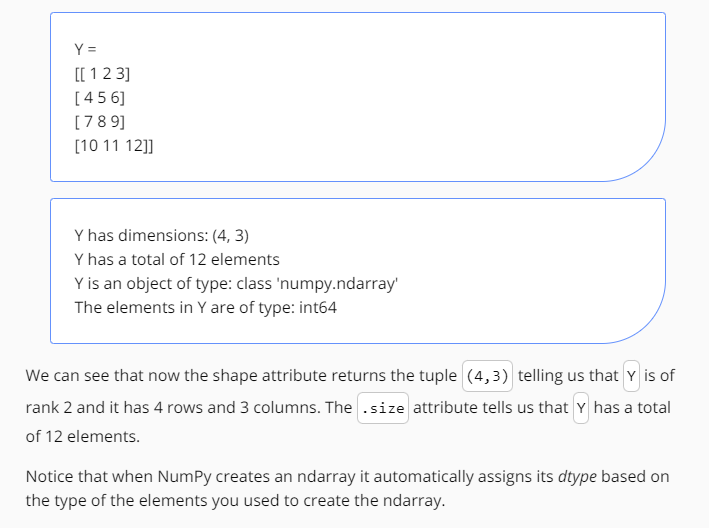 Y =
[[ 1 2 3]
[ 4 5 6]
[ 7 8 9]
[10 11 12]]
Y has dimensions: (4, 3)
Y has a total of 12 elements
Y is an object of type: class 'numpy.ndarray'
The elements in Y are of type: int64
We can see that now the shape attribute returns the tuple (4,3) telling us that Y is of
rank 2 and it has 4 rows and 3 columns. The .size attribute tells us that Y has a total
of 12 elements.
Notice that when NumPy creates an ndarray it automatically assigns its dtype based on
the type of the elements you used to create the ndarray.